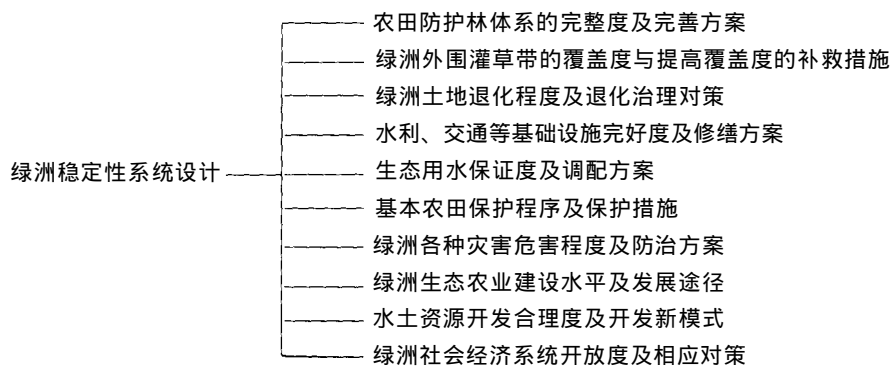 农田防护林体系的完整度及完善方案
绿洲外围灌草带的覆盖度与提高覆盖度的补救措施
绿洲土地退化程度及退化治理对策
水利、交通等基础设施完好度及修缮方案
绿洲稳定性系统设计
生态用水保证度及调配方案
基本农田保护程序及保护措施
绿洲各种灾害危害程度及防治方案
绿洲生态农业建设水平及发展途径
水土资源开发合理度及开发新模式
绿洲社会经济系统开放度及相应对策